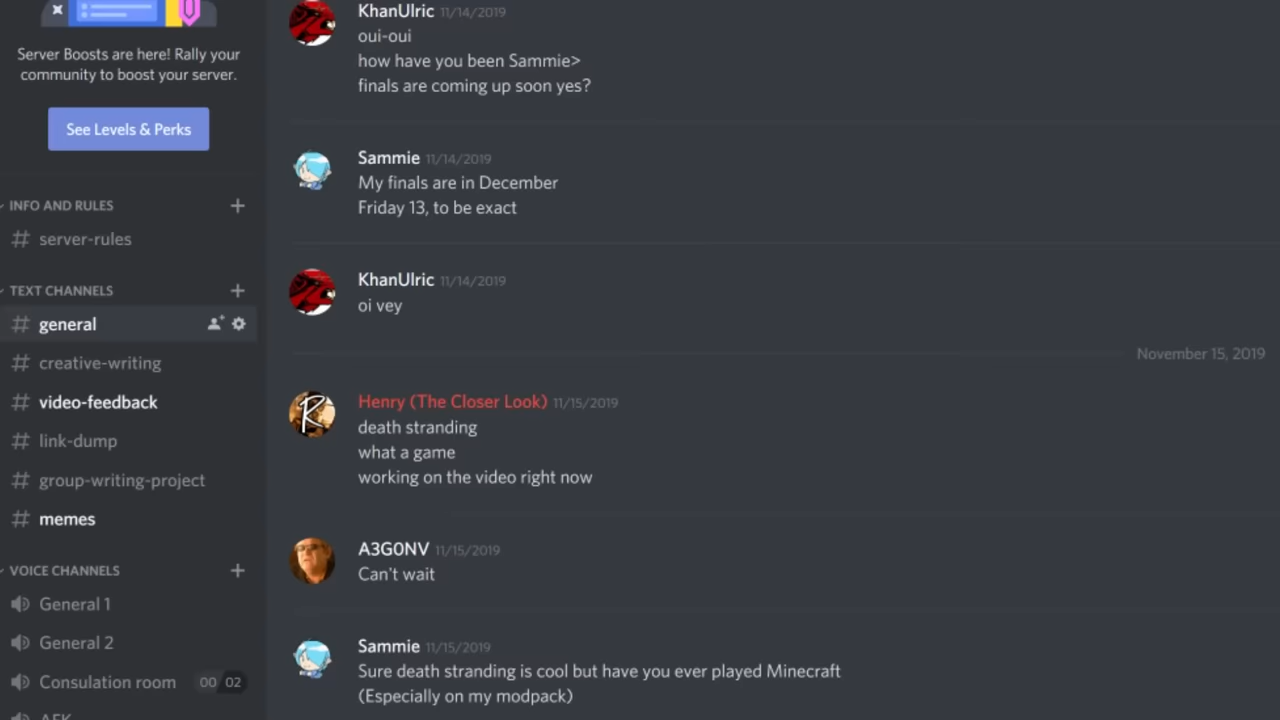 Server Boosts are here! Rally your
community to boost your server.
See Levels & Perks
INFO AND RULES
server-rules
TEXT CHANNELS
general
creative-writing
video-feedback
link-dump
group-writing-project
memes
VOICE CHANNELS
General 1
General 2
Consulation room 00 02
AFK
KhanUlric 11/14/2019
oui-oui
how have you been Sammie>
finals are coming up soon yes?
Sammie 11/14/2019
My finals are in December
Friday 13, to be exact
KhanUlric 11/14/2019
oi vey
November 15, 2019
Henry (The Closer Look) 11/15/2019
death stranding
what a game
working on the video right now
A3G0NV 11/15/2019
Can't wait
Sammie 11/15/2019
Sure death stranding is cool but have you ever played Minecraft
(Especially on my modpack)